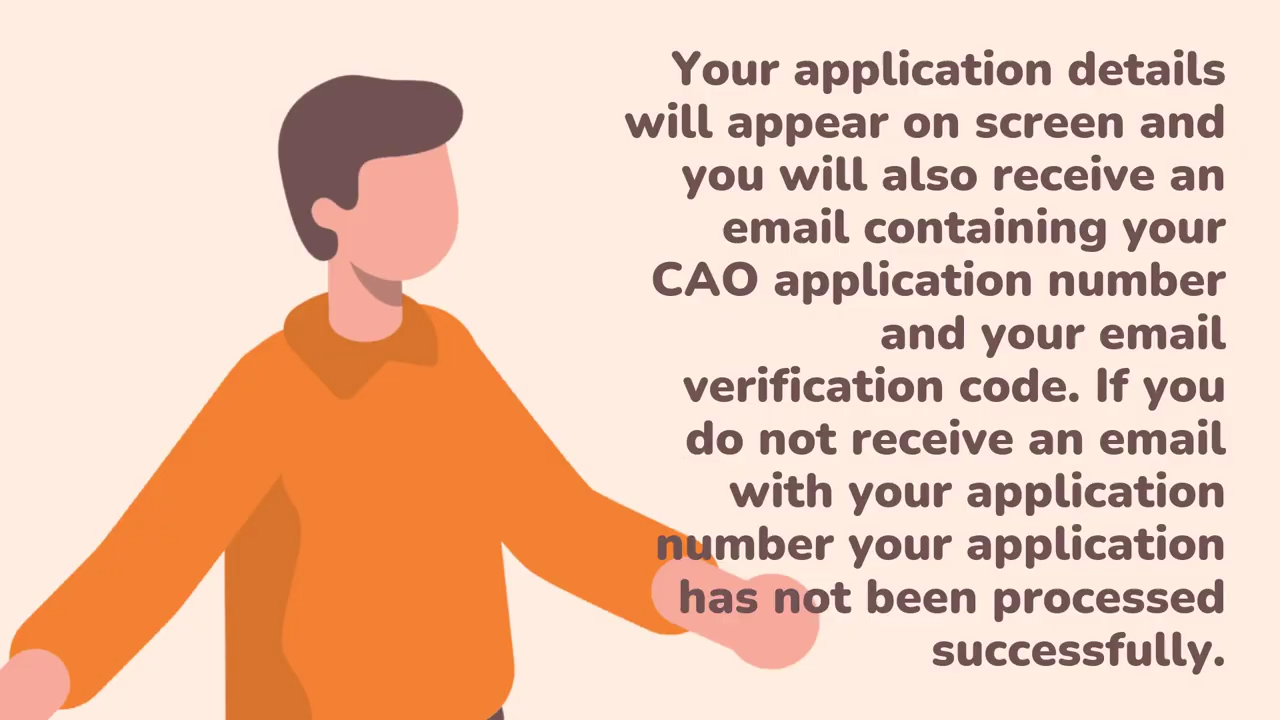 Your application details
will appear on screen and
you will also receive an
email containing your
CAO application number
and your email
verification code. If you
do not receive an email
with your application
number your application
has not been processed
successfully.